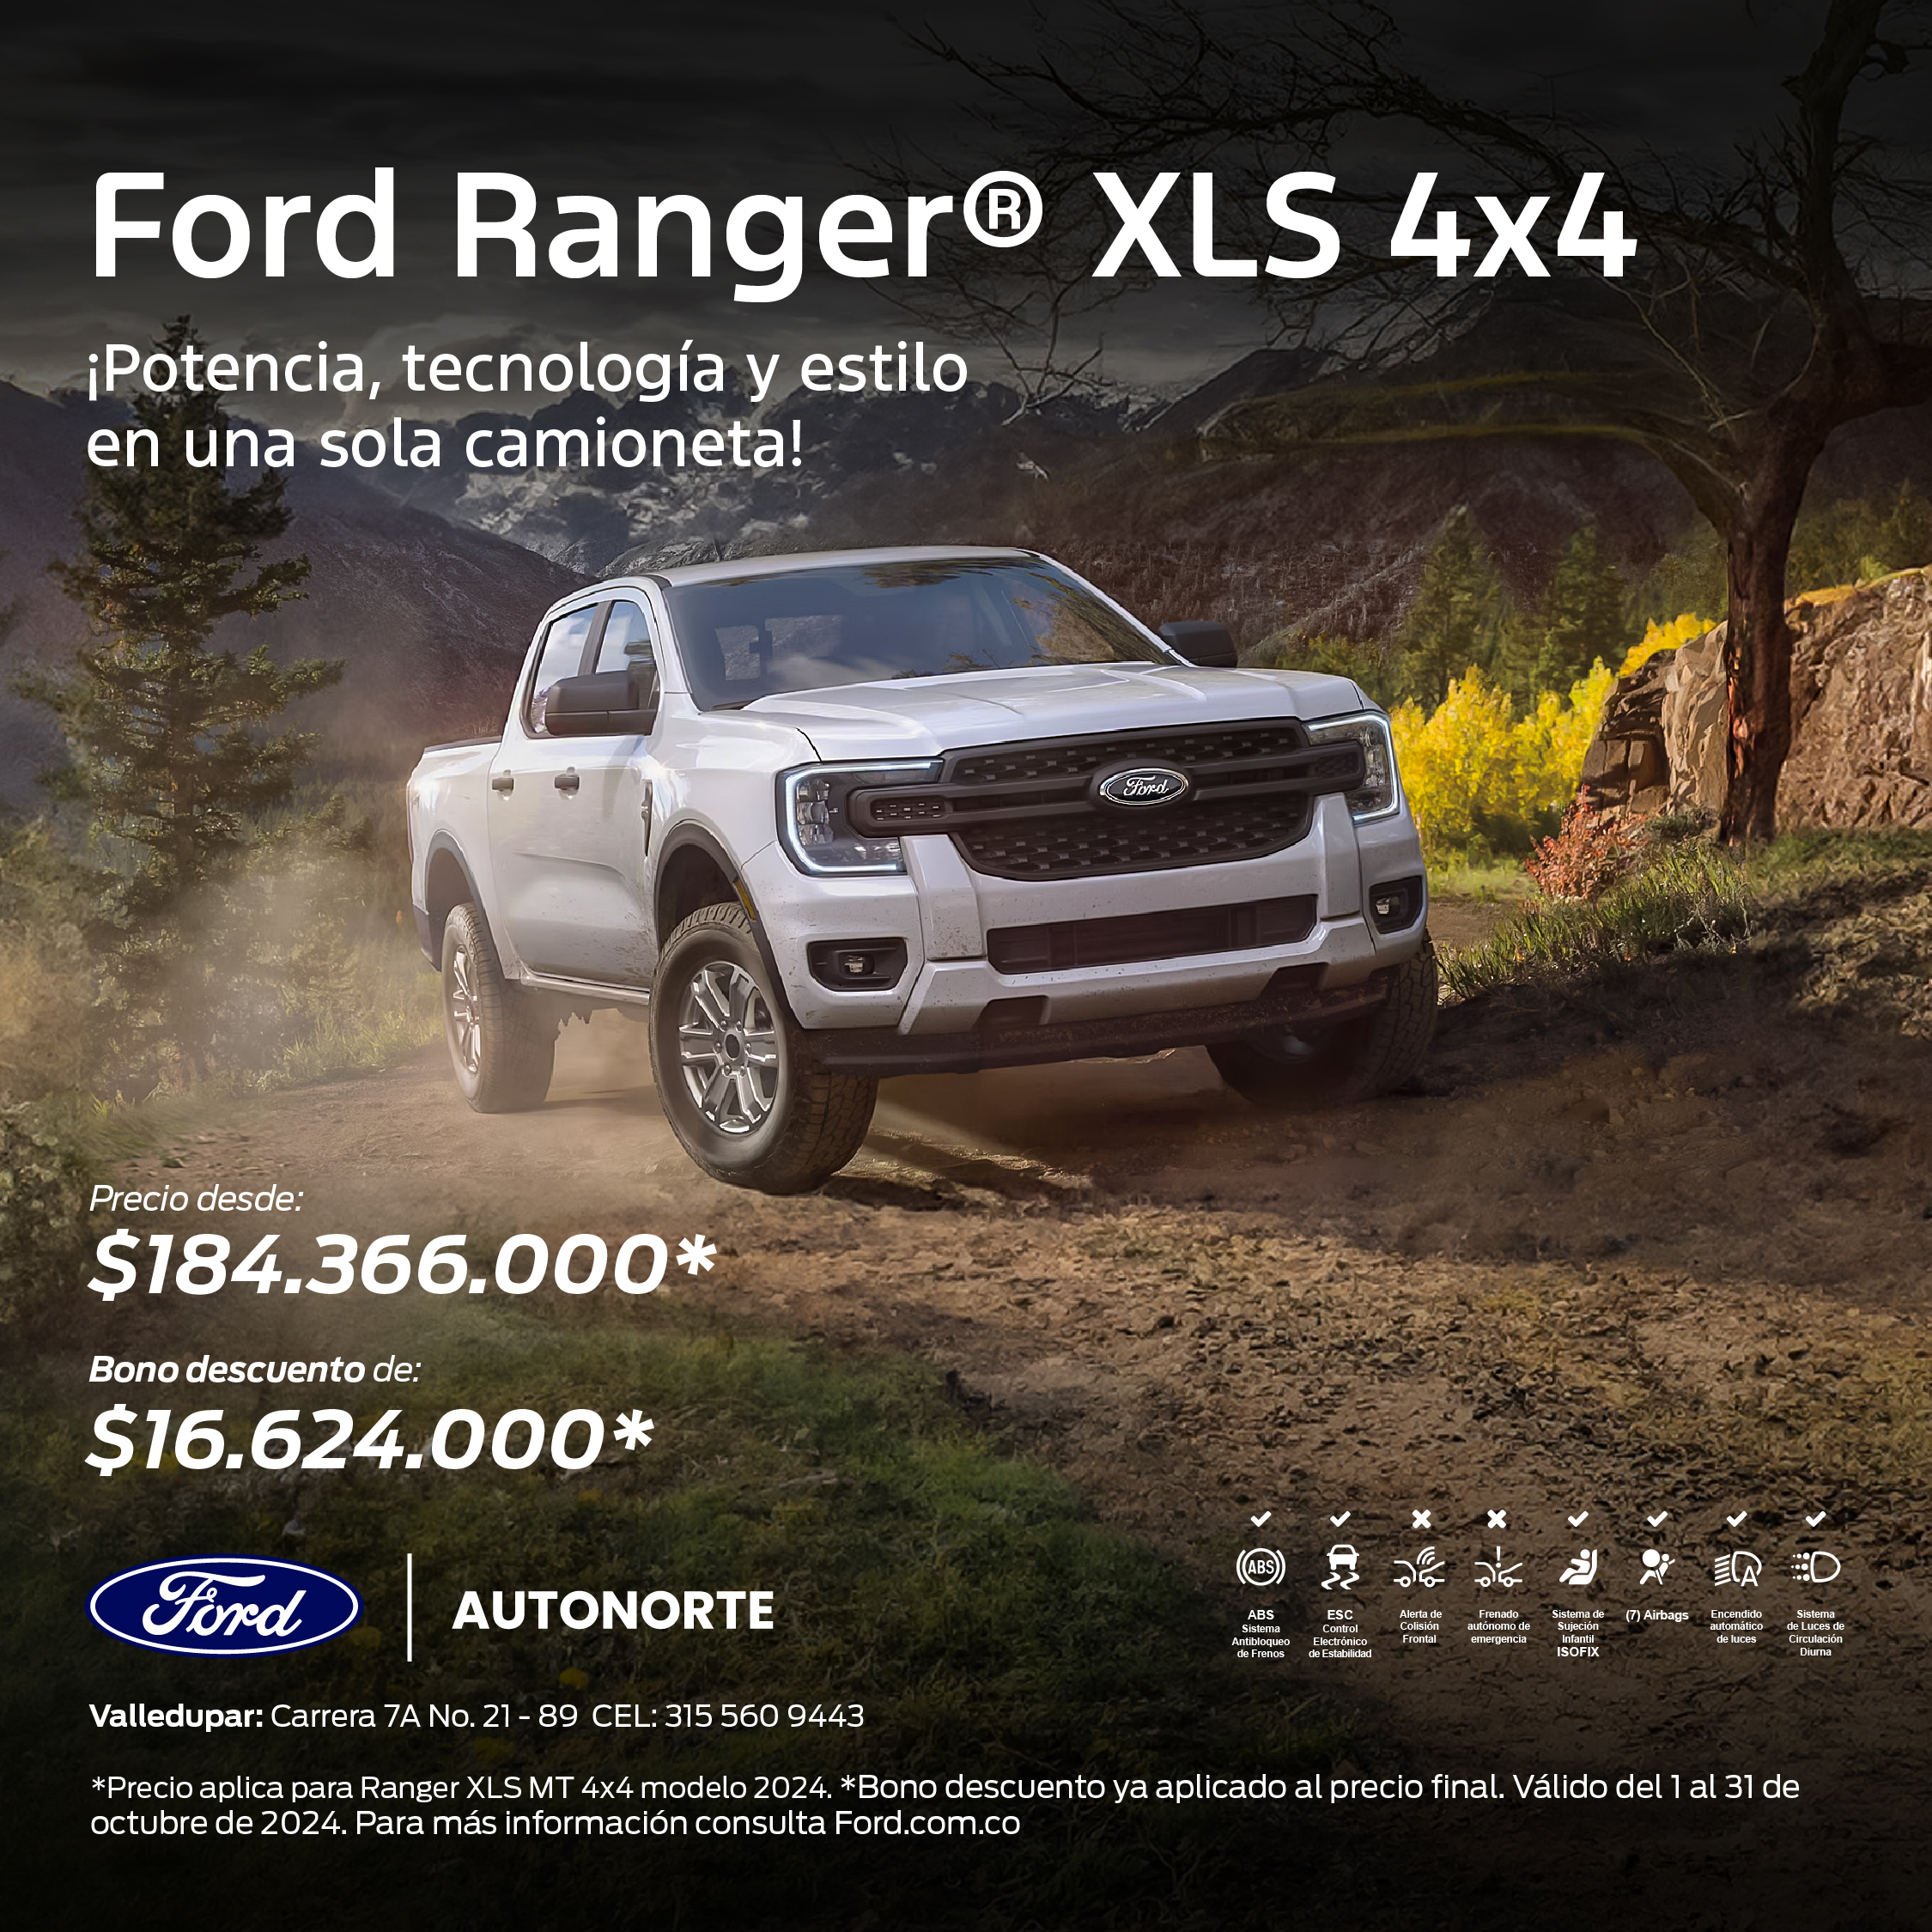 Ford Ranger® XLS 4x4
¡Potencia, tecnología y estilo
en una sola camioneta!
Ford
Precio desde:
$184.366.000*
Bono descuento de:
$16.624.000*
Ford
AUTONORTE
ABS
ABS
Sistema
Antibloqueo
de Frenos
ESC
Control
Electrónico
de Estabilidad
Alerta de
Colisión
Frontal
Frenado
autónomo de
emergencia
Sistema de
Sujeción
Infantil
ISOFIX
(7) Airbags
A
Encendido
automático
de luces
Sistema
de Luces de
Circulación
Diurna
Valledupar: Carrera 7A No. 21 - 89 CEL: 315 560 9443
*Precio aplica para Ranger XLS MT 4x4 modelo 2024. *Bono descuento ya aplicado al precio final. Válido del 1 al 31 de
octubre de 2024. Para más información consulta Ford.com.co